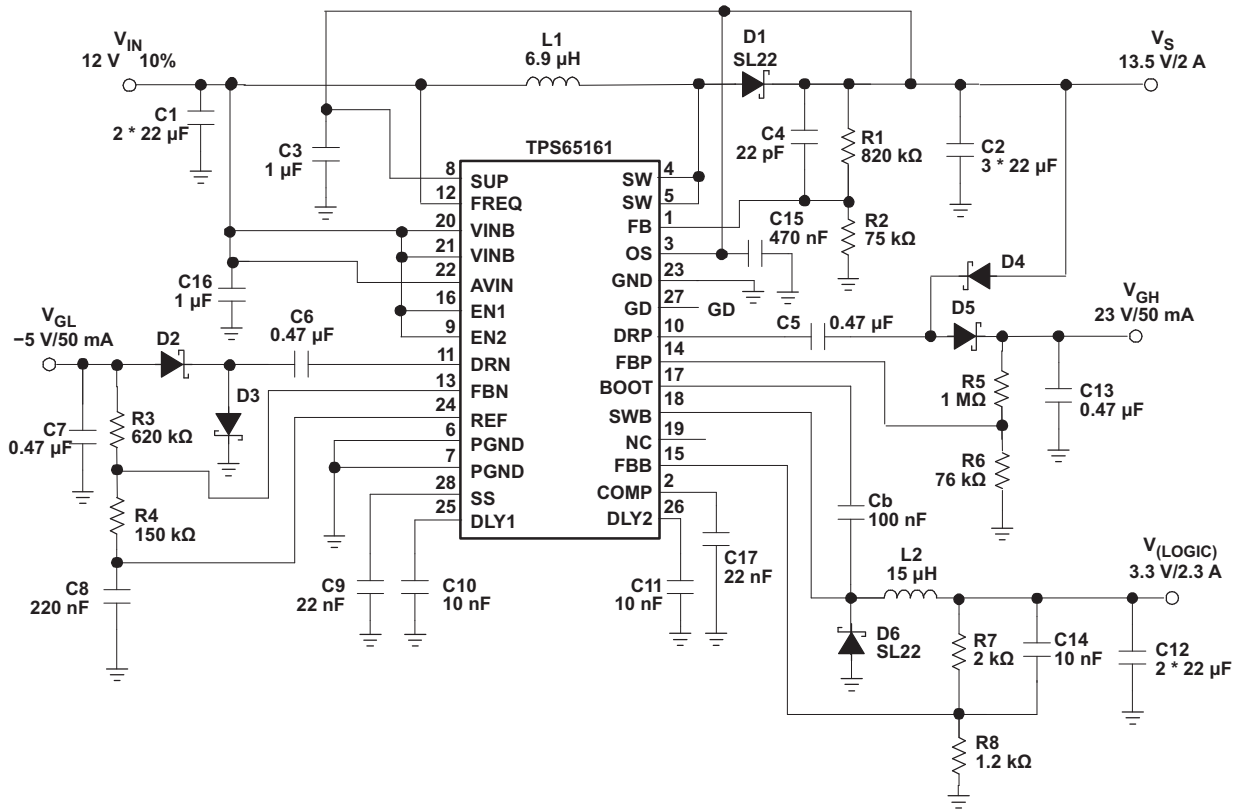 V_IN
12 V 10%
C1
2 * 22 µF
L1
6.9 µH
D1
SL22
V_S
13.5 V/2 A
C3
1 µF
C4
22 pF
R1
820 kΩ
C2
3 * 22 µF
R2
75 kΩ
C15
470 nF
TPS65161
8
SUP
12
FREQ
20
VINB
21
VINB
22
AVIN
16
EN1
9
EN2
11
DRN
13
FBN
24
REF
6
PGND
7
PGND
28
SS
25
DLY1
4
SW
5
SW
1
FB
3
OS
23
GND
27
GD
GD
10
DRP
14
FBP
17
BOOT
18
SWB
19
NC
15
FBB
2
COMP
26
DLY2
C16
1 µF
V_GL
−5 V/50 mA
D2
C6
0.47 µF
D3
C7
0.47 µF
R3
620 kΩ
R4
150 kΩ
C8
220 nF
C9
22 nF
C10
10 nF
C11
10 nF
C17
22 nF
D4
C5
0.47 µF
D5
V_GH
23 V/50 mA
R5
1 MΩ
C13
0.47 µF
R6
76 kΩ
Cb
100 nF
L2
15 µH
V_(LOGIC)
3.3 V/2.3 A
D6
SL22
R7
2 kΩ
C14
10 nF
C12
2 * 22 µF
R8
1.2 kΩ